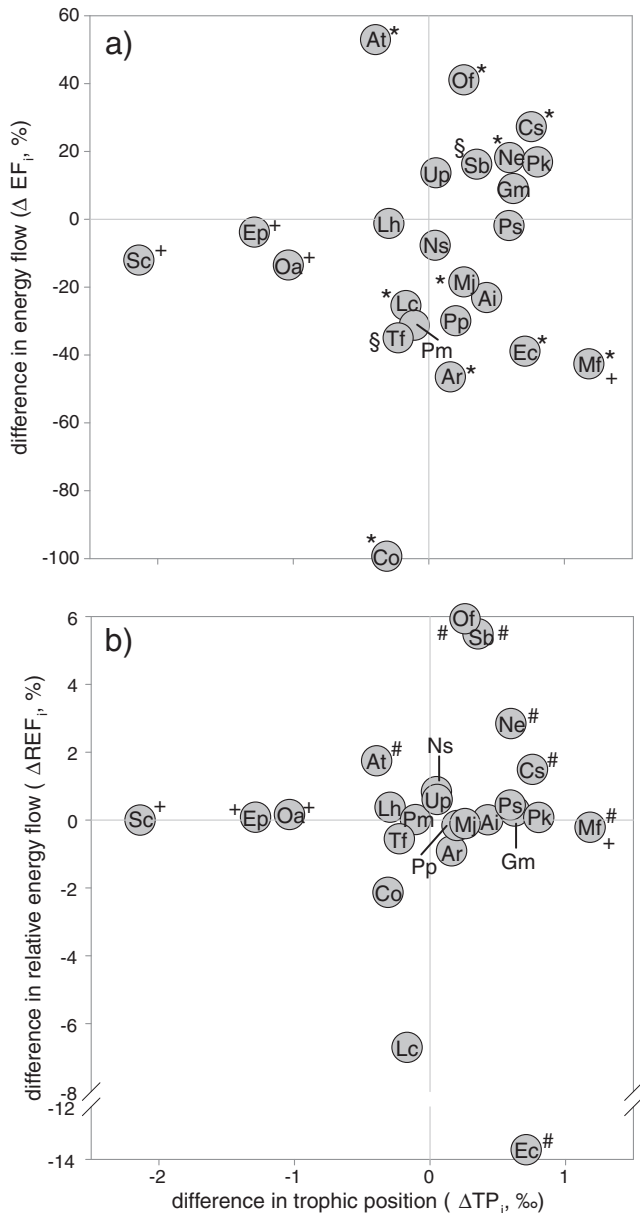 a)
60
40
20
0
-20
-40
-60
-80
-100
difference in energy flow (Δ EFi, %)
At*
Of*
Cs*
§ Sb * Ne Pk
Up
Gm
Lh
Ps
Ep+
Ns
Sc+
Oa+
* Mj
Ai
* Lc
Pp
§ Tf
Pm
Ec*
Mf*
+
Ar*
* Co
b)
6
4
2
0
-2
-4
-6
-8
-12
-14
difference in relative energy flow ( ΔREFi, %)
Of
# Sb #
Ne#
Ns
At#
Cs#
Up
Sc+
+ Ep
Oa+
Lh
Pm
Mj
Ai
Ps
Pk
Mf#
+
Tf
Pp
Ar
Gm
Co
Lc
Ec#
-2
-1
0
1
difference in trophic position ( ΔTPi, ‰)